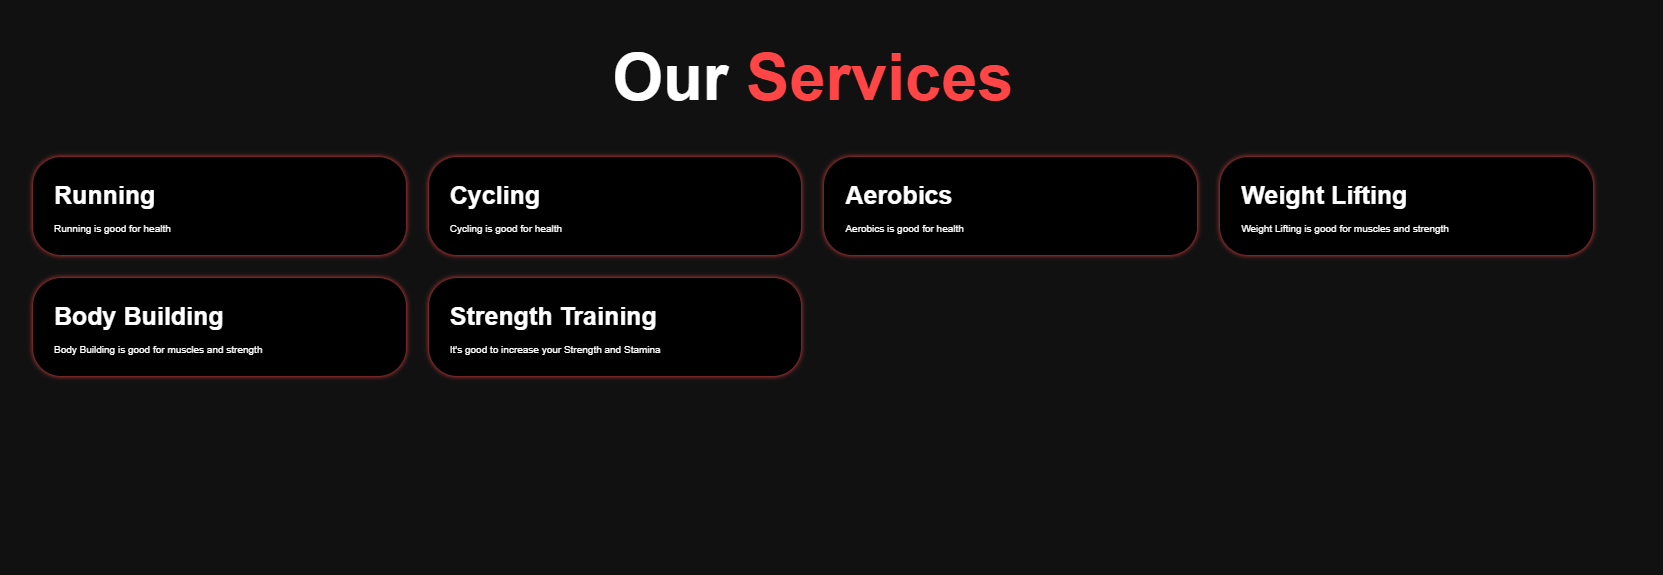 Our Services
Running
Running is good for health
Cycling
Cycling is good for health
Aerobics
Aerobics is good for health
Weight Lifting
Weight Lifting is good for muscles and strength
Body Building
Body Building is good for muscles and strength
Strength Training
It's good to increase your Strength and Stamina